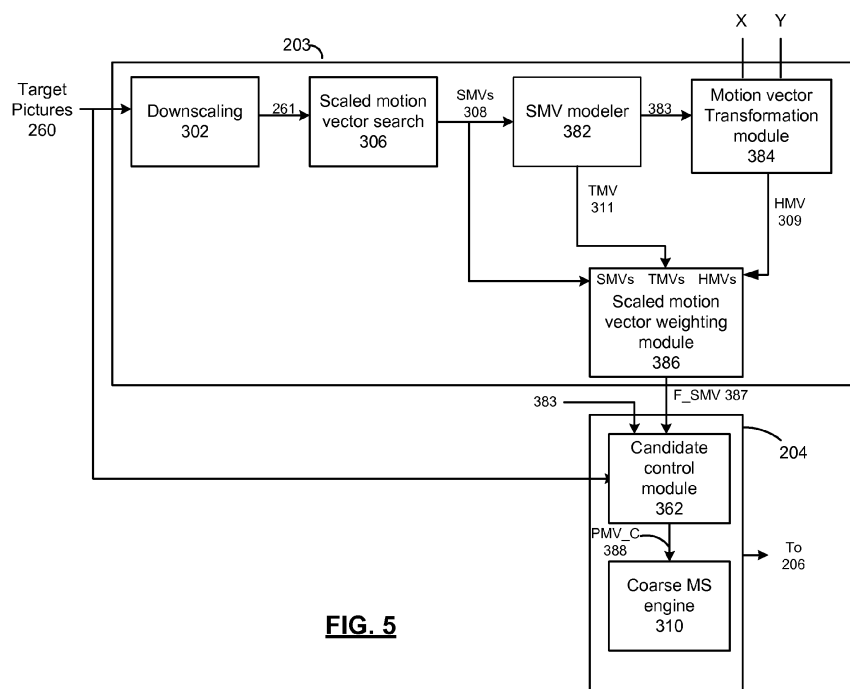 203
X Y
Target
Pictures
260
Downscaling
302
261
Scaled motion
vector search
306
SMVs
308
SMV modeler
382
383
Motion vector
Transformation
module
384
TMV
311
HMV
309
SMVs TMVs HMVs
Scaled motion
vector weighting
module
386
F_SMV 387
383
204
Candidate
control
module
362
PMV_C
388
To
206
Coarse MS
engine
310
FIG. 5